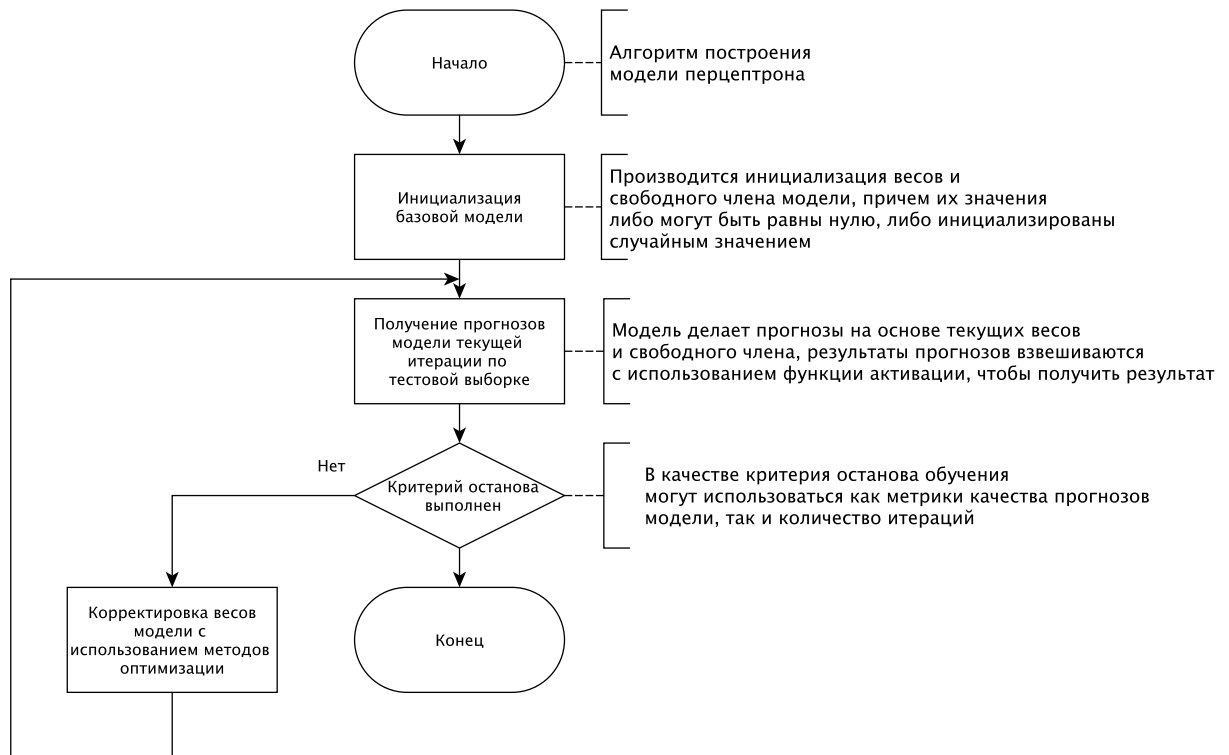 Начало
Алгоритм построения
модели перцептрона
Инициализация
базовой модели
Производится инициализация весов и
свободного члена модели, причем их значения
либо могут быть равны нулю, либо инициализированы
случайным значением
Получение прогнозов
модели текущей
итерации по
тестовой выборке
Модель делает прогнозы на основе текущих весов
и свободного члена, результаты прогнозов взвешиваются
с использованием функции активации, чтобы получить результат
Нет
Критерий останова
выполнен
В качестве критерия останова обучения
могут использоваться как метрики качества прогнозов
модели, так и количество итераций
Корректировка весов
модели с
использованием методов
оптимизации
Конец